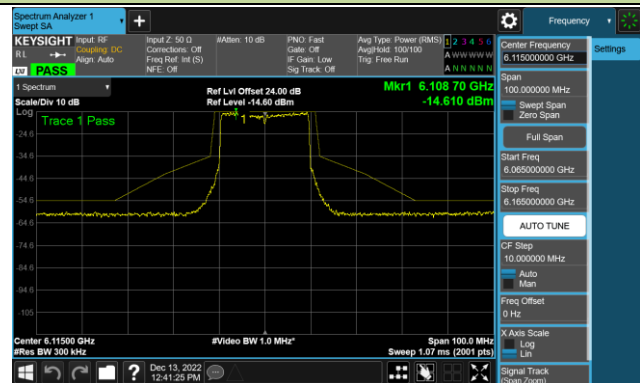 Spectrum Analyzer 1
Swept SA
Frequency
KEYSIGHT
RL
PASS
Input: RF
Coupling: DC
Align: Auto
Input Z: 50 Ω
Corrections: Off
Freq Ref: Int (S)
NFE: Off
#Atten: 10 dB
PNO: Fast
Gate: Off
IF Gain: Low
Sig Track: Off
Avg Type: Power (RMS)
Avg|Hold: 100/100
Trig: Free Run
1 2 3 4 5 6
A W W W W W
A N N N N N
1 Spectrum
Scale/Div 10 dB
Ref Lvl Offset 24.00 dB
Ref Level -14.60 dBm
Mkr1 6.108 70 GHz
-14.610 dBm
Log
Trace 1 Pass
1
-24.6
-34.6
-44.6
-54.6
-64.6
-74.6
-84.6
-94.6
-105
Center 6.11500 GHz
#Res BW 300 kHz
#Video BW 1.0 MHz*
Span 100.0 MHz
Sweep 1.07 ms (2001 pts)
Dec 13, 2022
12:41:25 PM
Center Frequency
6.115000000 GHz
Settings
Span
100.000000 MHz
Swept Span
Zero Span
Full Span
Start Freq
6.065000000 GHz
Stop Freq
6.165000000 GHz
AUTO TUNE
CF Step
10.000000 MHz
Auto
Man
Freq Offset
0 Hz
X Axis Scale
Log
Lin
Signal Track
(Span Zoom)